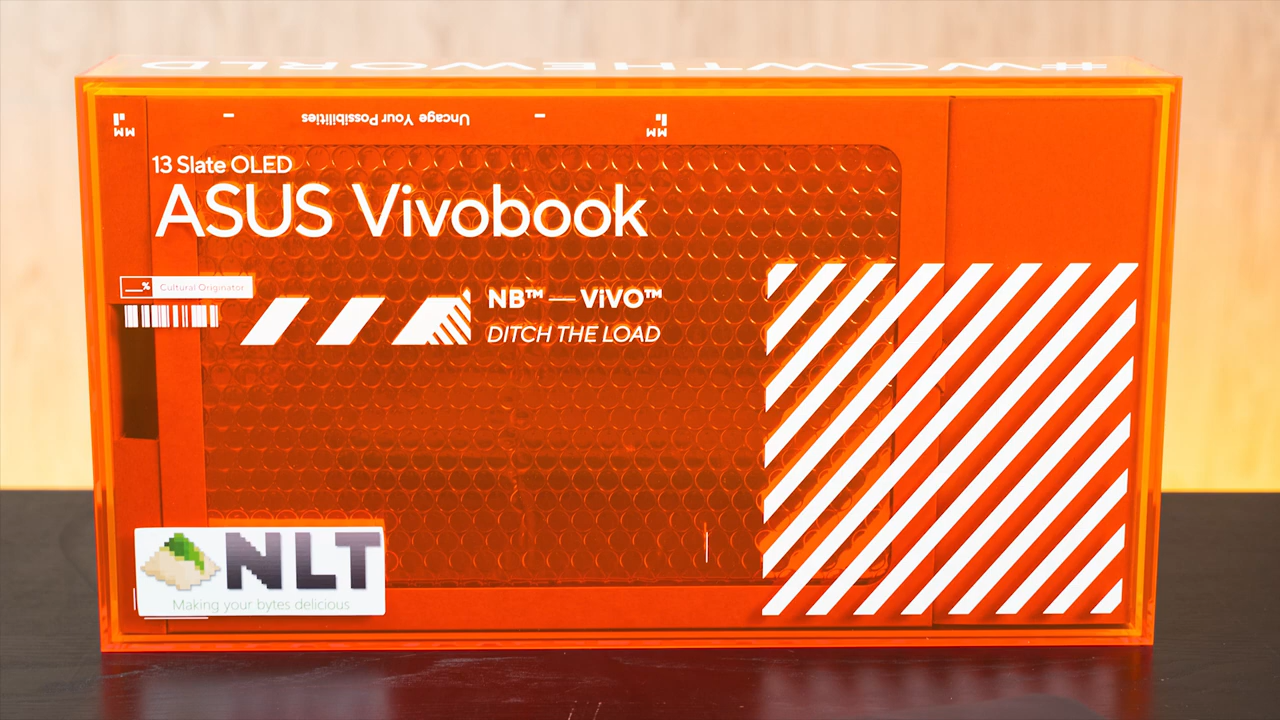 #WOWTHEWORLD
Uncage Your Possibilities
13 Slate OLED
ASUS Vivobook
% Cultural Originator
NB™ — ViVO™
DITCH THE LOAD
NLT
Making your bytes delicious